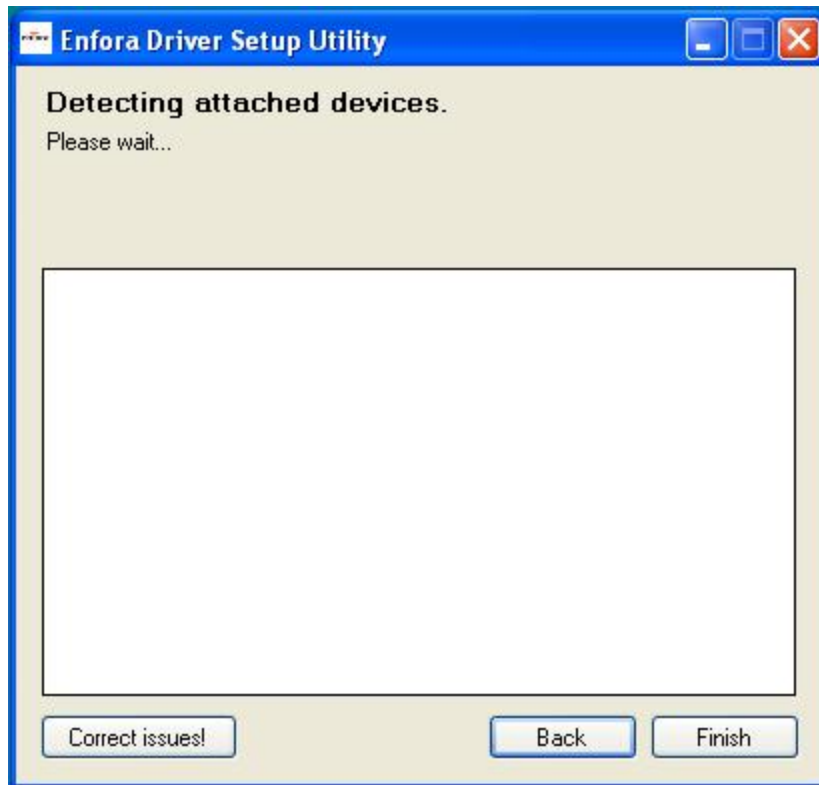 Enfora Driver Setup Utility
Detecting attached devices.
Please wait...
Correct issues! Back Finish